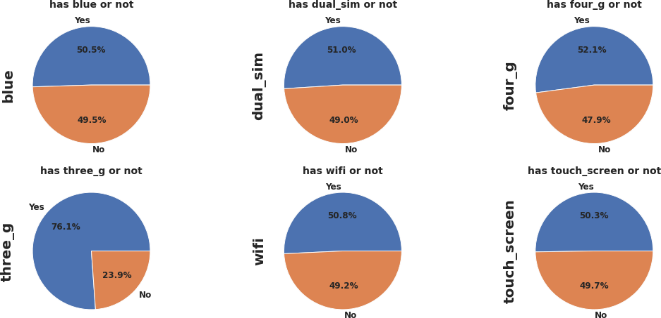 has blue or not
Yes
50.5%
blue
49.5%
No
has dual_sim or not
Yes
51.0%
dual_sim
49.0%
No
has four_g or not
Yes
52.1%
four_g
47.9%
No
has three_g or not
Yes
76.1%
three_g
23.9%
No
has wifi or not
Yes
50.8%
wifi
49.2%
No
has touch_screen or not
Yes
50.3%
touch_screen
49.7%
No